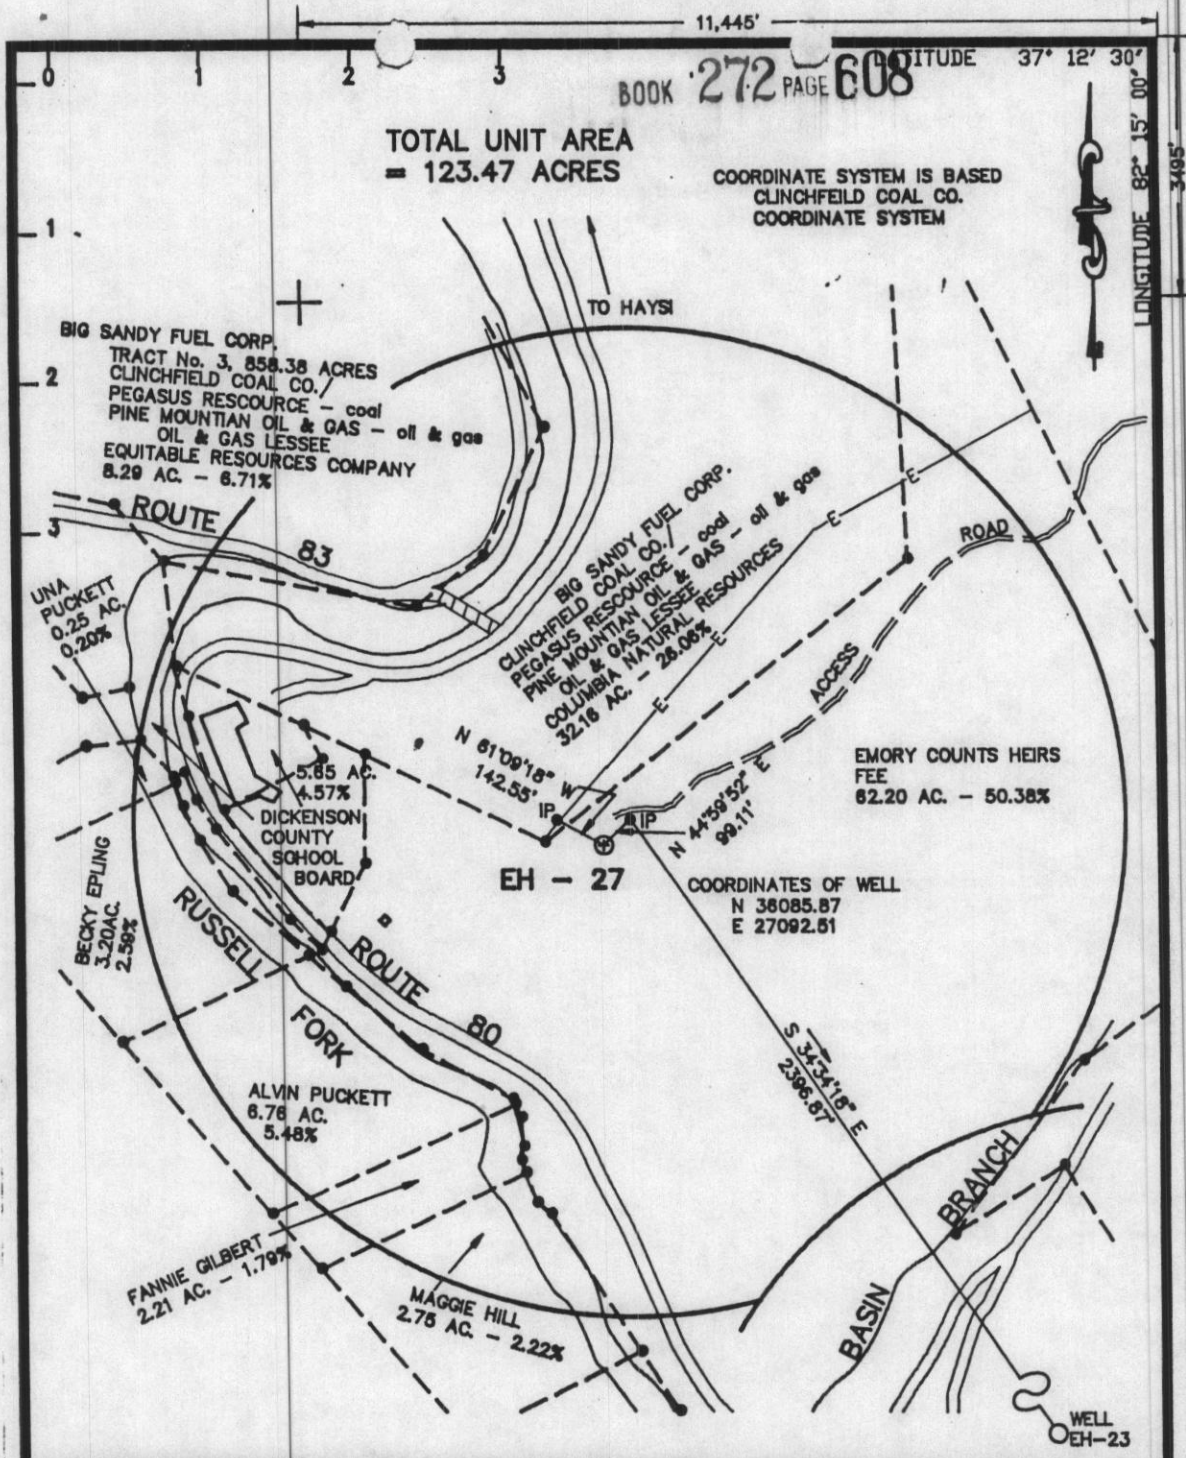 11,445'
0 1 2 3
LATITUDE 37° 12' 30"
BOOK 272 PAGE 608
LONGITUDE 82° 15' 00"
3495'
TOTAL UNIT AREA
= 123.47 ACRES
COORDINATE SYSTEM IS BASED
CLINCHFEILD COAL CO.
COORDINATE SYSTEM
1
2
3
TO HAYSI
BIG SANDY FUEL CORP.
TRACT No. 3, 858.38 ACRES
CLINCHFIELD COAL CO./
PEGASUS RESCOURCE - coal
PINE MOUNTIAN OIL & GAS - oil & gas
OIL & GAS LESSEE
EQUITABLE RESOURCES COMPANY
8.29 AC. - 6.71%
ROUTE 83
UNA
PUCKETT
0.25 AC.
0.20%
BIG SANDY FUEL CORP.
CLINCHFIELD COAL CO./
PEGASUS RESCOURCE - coal
PINE MOUNTIAN OIL & GAS - oil & gas
OIL & GAS LESSEE
COLUMBIA NATURAL RESOURCES
32.16 AC. - 26.06%
E
E
E
E
ACCESS ROAD
N 61°09'18" W
142.55'
IP
IP
N 44°59'52" E
99.11'
EMORY COUNTS HEIRS
FEE
62.20 AC. - 50.38%
5.65 AC.
4.57%
DICKENSON
COUNTY
SCHOOL
BOARD
EH - 27
COORDINATES OF WELL
N 36085.87
E 27092.51
BECKY EPLING
3.20AC.
2.59%
RUSSELL
FORK
ROUTE
80
S 34°34'18" E
2396.87'
ALVIN PUCKETT
6.76 AC.
5.48%
FANNIE GILBERT
2.21 AC. - 1.79%
MAGGIE HILL
2.75 AC. - 2.22%
BASIN
BRANCH
WELL
EH-23